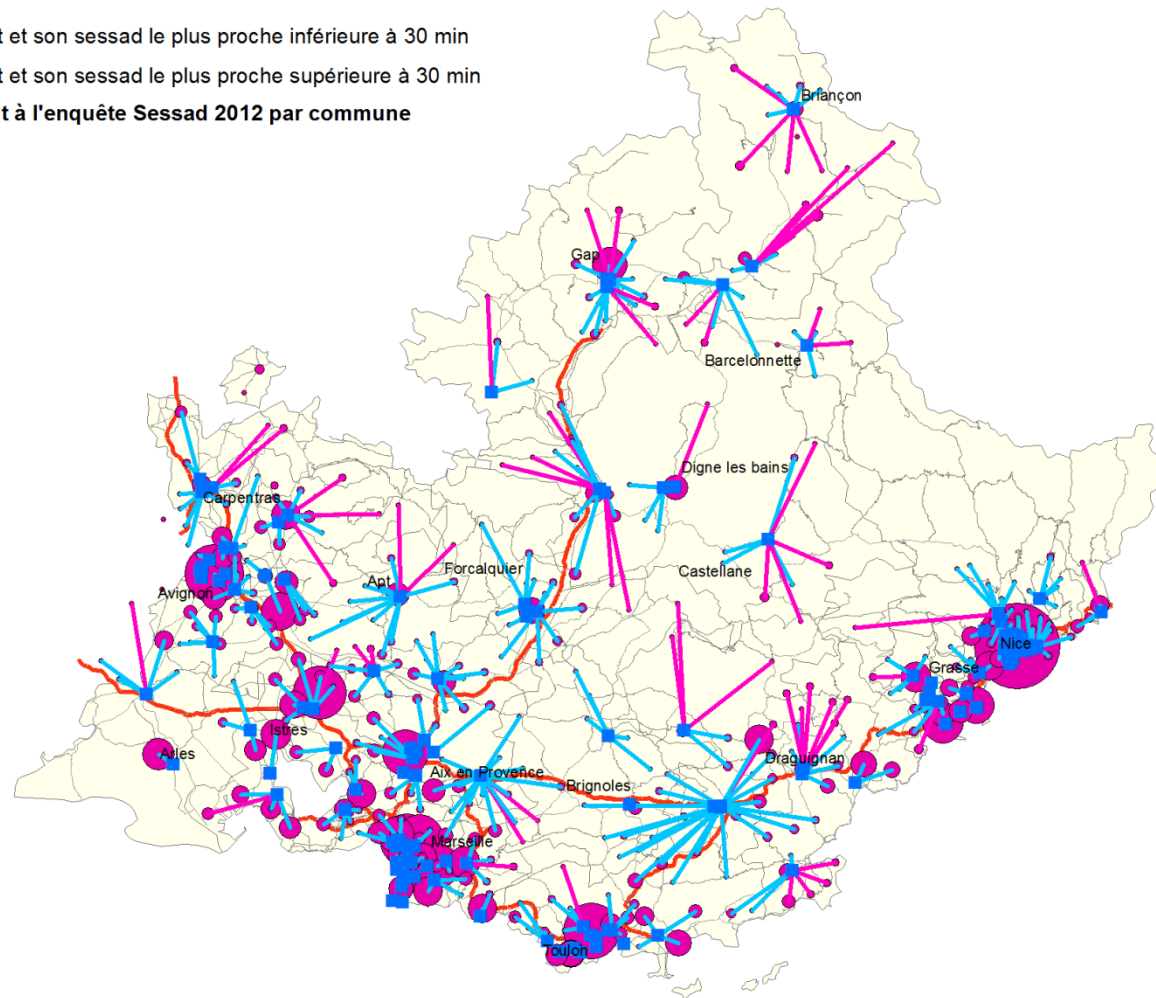 t et son sessad le plus proche inférieure à 30 min
t et son sessad le plus proche supérieure à 30 min
t à l'enquête Sessad 2012 par commune
Briançon
Gap
Barcelonnette
Digne les bains
Carpentras
Forcalquier
Apt
Castellane
Avignon
Nice
Grasse
Istres
Arles
Draguignan
Aix en Provence
Brignoles
Marseille
Toulon